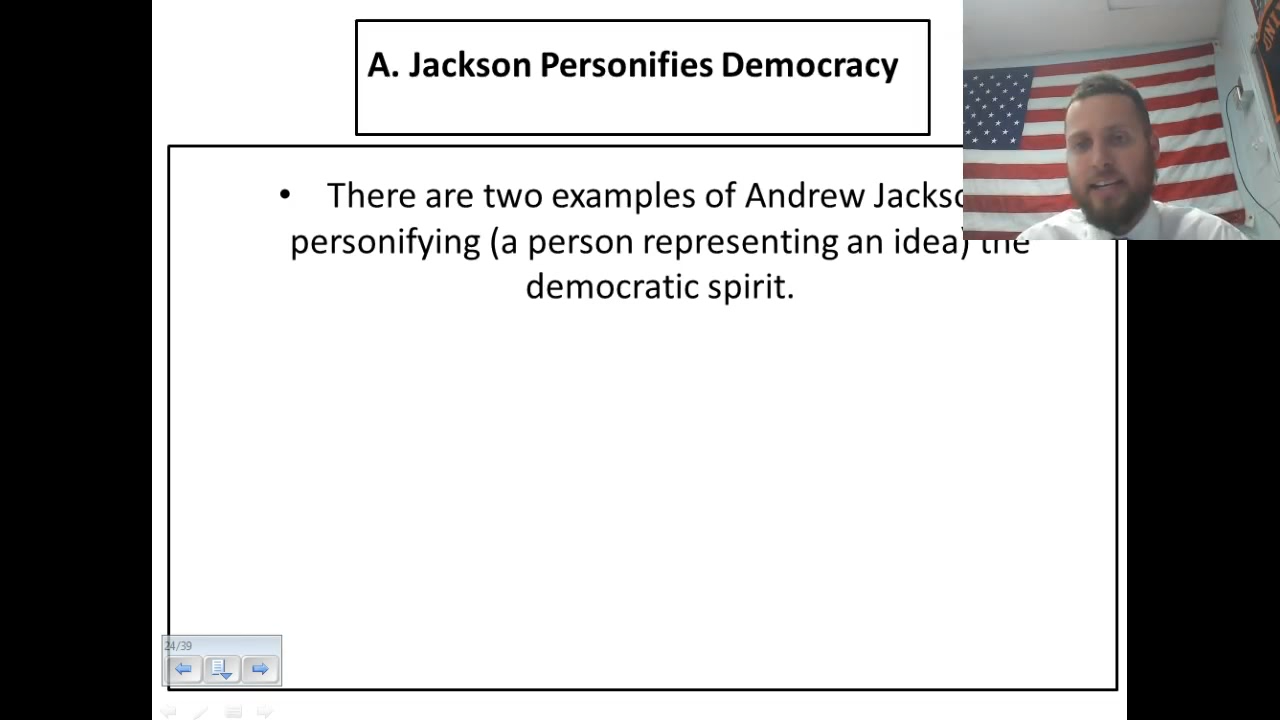 A. Jackson Personifies Democracy
• There are two examples of Andrew
personifying (a person representing an idea) the
democratic spirit.
24/39